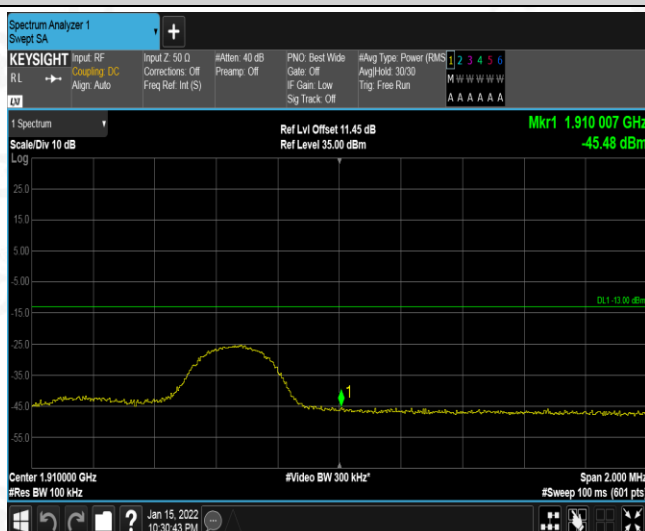 Spectrum Analyzer 1
Swept SA
+
KEYSIGHT
RL
LXI
Input: RF
Coupling: DC
Align: Auto
Input Z: 50 Ω
Corrections: Off
Freq Ref: Int (S)
#Atten: 40 dB
Preamp: Off
PNO: Best Wide
Gate: Off
IF Gain: Low
Sig Track: Off
#Avg Type: Power (RMS
Avg|Hold: 30/30
Trig: Free Run
1 2 3 4 5 6
M W W W W W
A A A A A A
1 Spectrum
Scale/Div 10 dB
Ref Lvl Offset 11.45 dB
Ref Level 35.00 dBm
Mkr1 1.910 007 GHz
-45.48 dBm
Log
25.0
15.0
5.00
-5.00
DL1 -13.00 dBm
-15.0
-25.0
-35.0
1
-45.0
-55.0
Center 1.910000 GHz
#Res BW 100 kHz
#Video BW 300 kHz*
Span 2.000 MHz
#Sweep 100 ms (601 pts)
?
Jan 15, 2022
10:30:43 PM